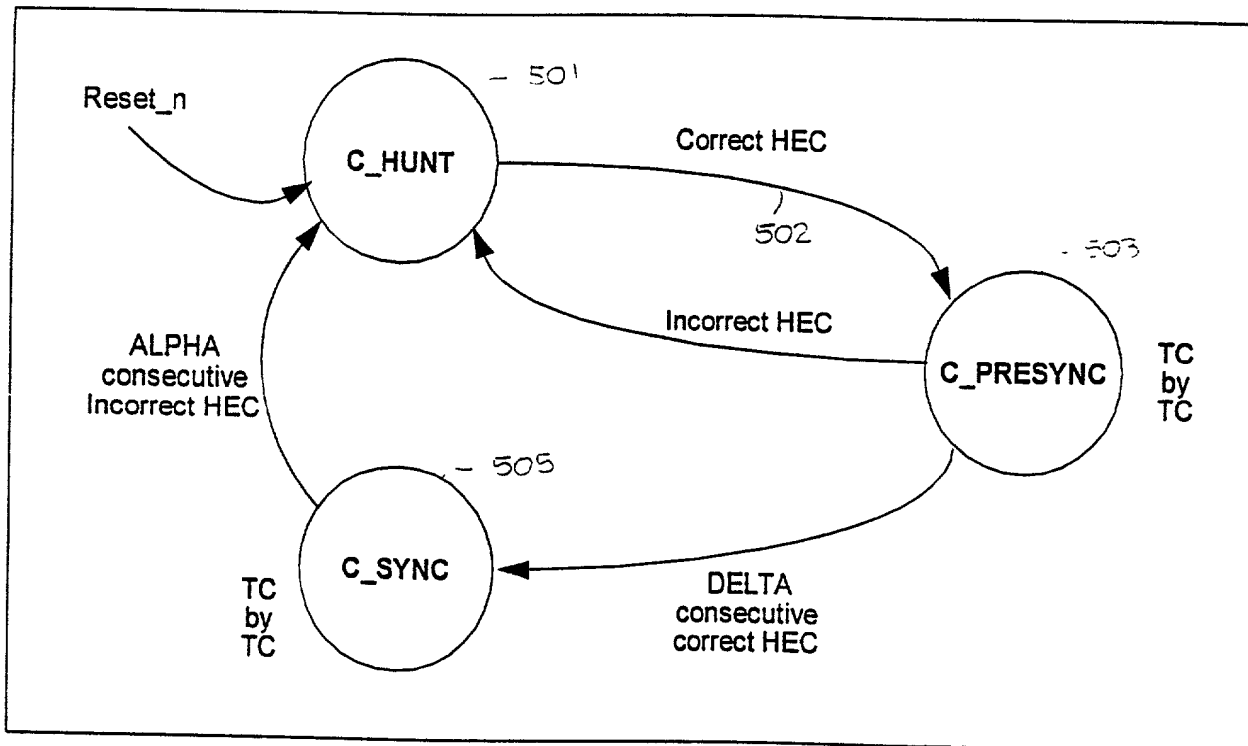 - 501
Reset_n
C_HUNT
Correct HEC
502
- 503
Incorrect HEC
C_PRESYNC
TC
by
TC
ALPHA
consecutive
Incorrect HEC
- 505
C_SYNC
TC
by
TC
DELTA
consecutive
correct HEC